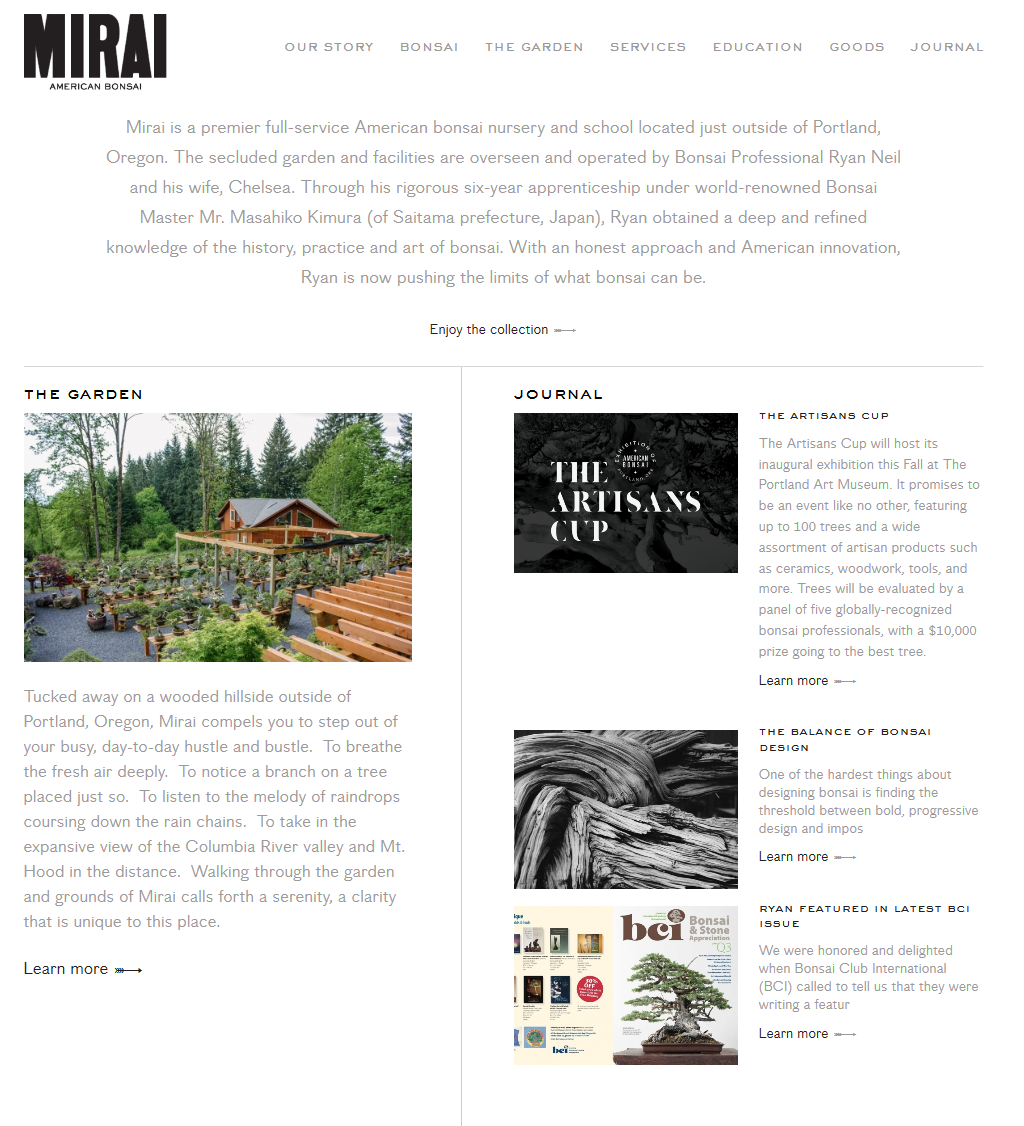 MIRAI
AMERICAN BONSAI
OUR STORY BONSAI THE GARDEN SERVICES EDUCATION GOODS JOURNAL
Mirai is a premier full-service American bonsai nursery and school located just outside of Portland,
Oregon. The secluded garden and facilities are overseen and operated by Bonsai Professional Ryan Neil
and his wife, Chelsea. Through his rigorous six-year apprenticeship under world-renowned Bonsai
Master Mr. Masahiko Kimura (of Saitama prefecture, Japan), Ryan obtained a deep and refined
knowledge of the history, practice and art of bonsai. With an honest approach and American innovation,
Ryan is now pushing the limits of what bonsai can be.
Enjoy the collection
THE GARDEN
Tucked away on a wooded hillside outside of
Portland, Oregon, Mirai compels you to step out of
your busy, day-to-day hustle and bustle.  To breathe
the fresh air deeply.  To notice a branch on a tree
placed just so.  To listen to the melody of raindrops
coursing down the rain chains.  To take in the
expansive view of the Columbia River valley and Mt.
Hood in the distance.  Walking through the garden
and grounds of Mirai calls forth a serenity, a clarity
that is unique to this place.
Learn more
JOURNAL
EXHIBITION OF
AMERICAN
BONSAI
THE
ARTISANS
CUP
THE ARTISANS CUP
The Artisans Cup will host its
inaugural exhibition this Fall at The
Portland Art Museum. It promises to
be an event like no other, featuring
up to 100 trees and a wide
assortment of artisan products such
as ceramics, woodwork, tools, and
more. Trees will be evaluated by a
panel of five globally-recognized
bonsai professionals, with a $10,000
prize going to the best tree.
Learn more
THE BALANCE OF BONSAI
DESIGN
One of the hardest things about
designing bonsai is finding the
threshold between bold, progressive
design and impos
Learn more
bci Bonsai
& Stone
Appreciation
Q3
30%
OFF
bci
RYAN FEATURED IN LATEST BCI
ISSUE
We were honored and delighted
when Bonsai Club International
(BCI) called to tell us that they were
writing a featur
Learn more